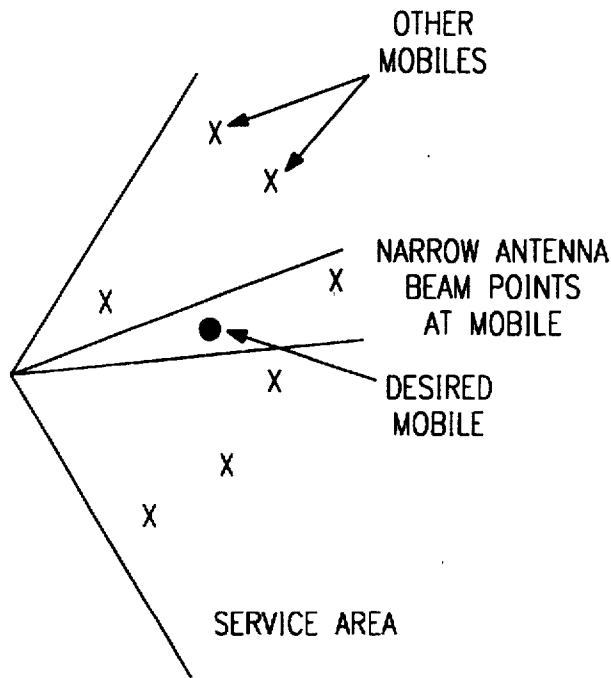 OTHER
MOBILES
X
X
NARROW ANTENNA
BEAM POINTS
AT MOBILE
X
X
X
DESIRED
MOBILE
X
X
SERVICE AREA